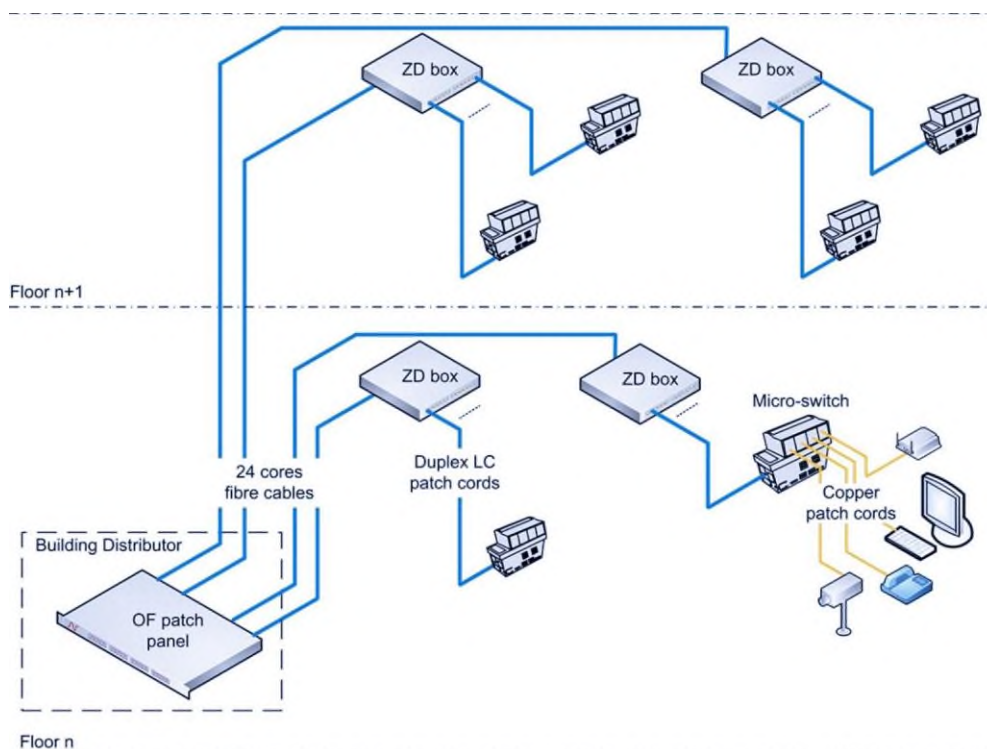 ZD box
ZD box
Floor n+1
ZD box
ZD box
Micro-switch
24 cores
fibre cables
Duplex LC
patch cords
Copper
patch cords
Building Distributor
OF patch
panel
Floor n